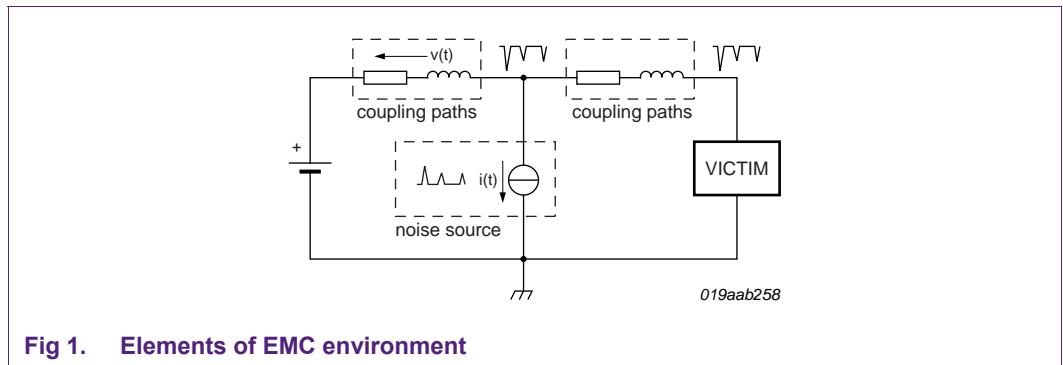 v(t)
coupling paths
coupling paths
+
i(t)
VICTIM
noise source
019aab258
Fig 1. Elements of EMC environment